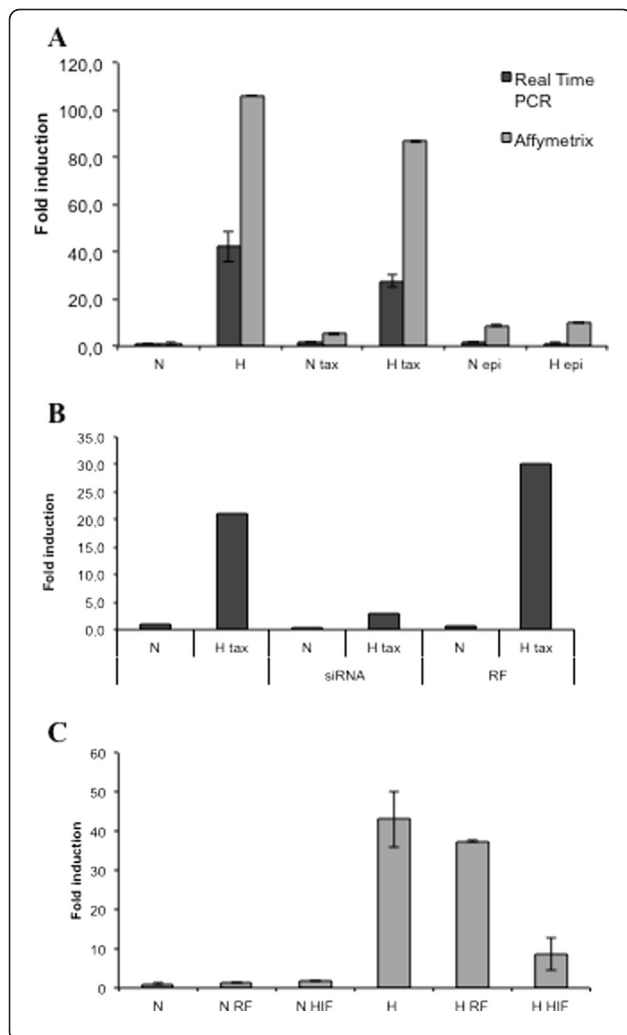 A
120,0
100,0
80,0
60,0
40,0
20,0
0,0
Fold induction
Real Time
PCR
Affymetrix
N H N tax H tax N epi H epi
B
35,0
30,0
25,0
20,0
15,0
10,0
5,0
0,0
Fold induction
N H tax N H tax N H tax
siRNA RF
C
60
50
40
30
20
10
0
Fold induction
N N RF N HIF H H RF H HIF